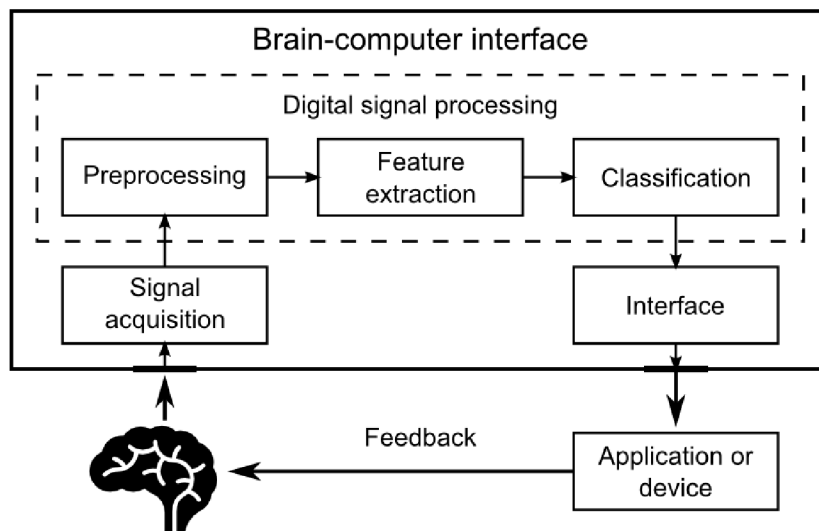 Brain-computer interface
Digital signal processing
Preprocessing
Feature
extraction
Classification
Signal
acquisition
Interface
Feedback
Application or
device